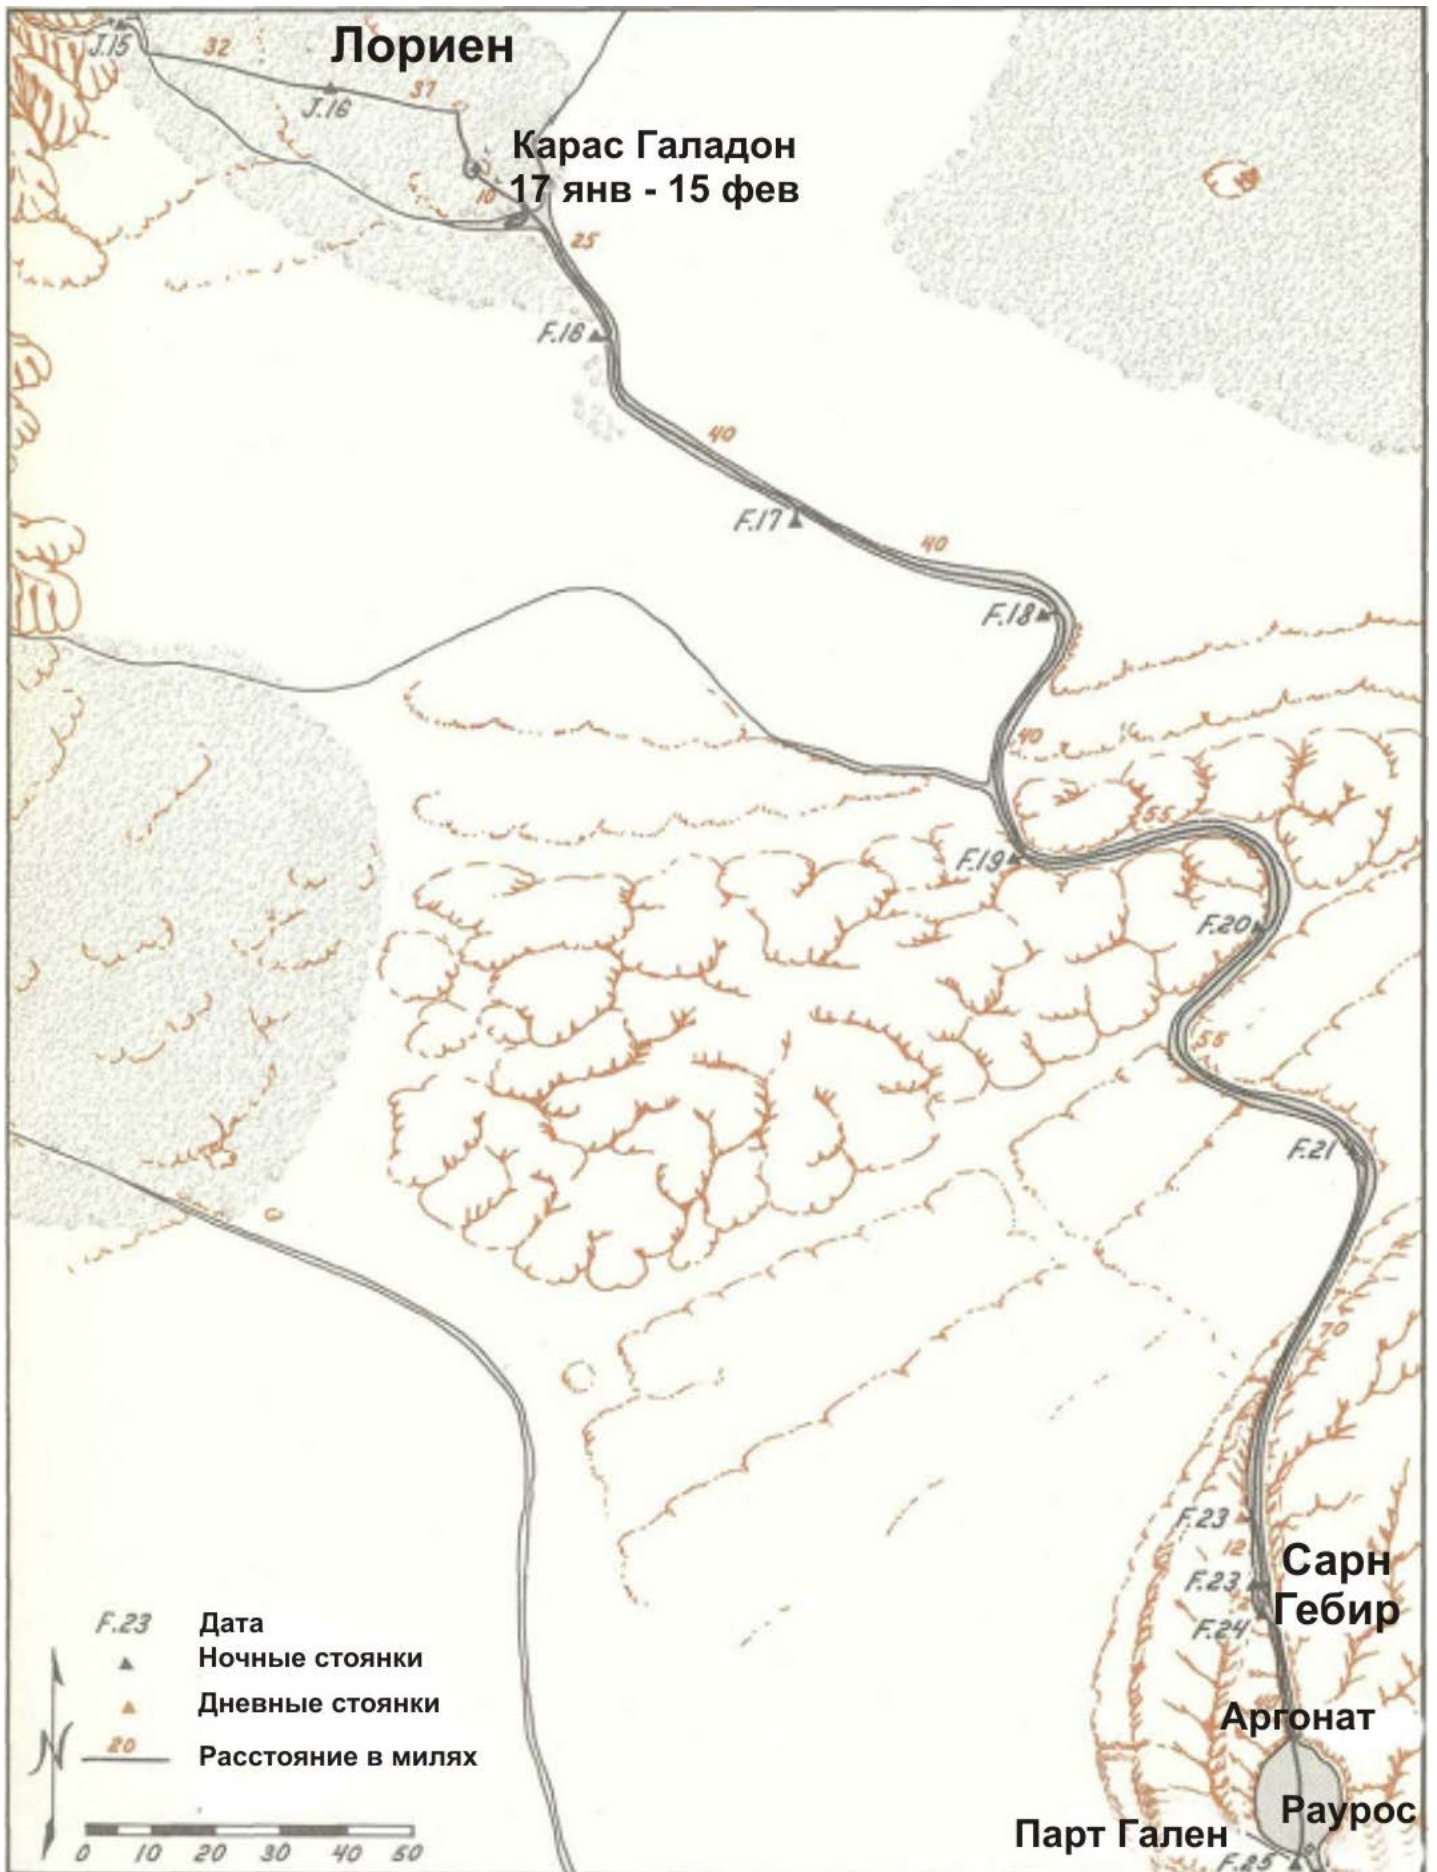 Лориен
J.15
32
J.16
37
Карас Галадон
17 янв - 15 фев
10
25
F.16
40
F.17
40
F.18
40
55
F.19
F.20
55
F.21
70
F.23
12
Сарн
Гебир
F.23
F.24
Аргонат
Раурос
Парт Гален
F.25
F.23 Дата
Ночные стоянки
Дневные стоянки
20 Расстояние в милях
N
0 10 20 30 40 50